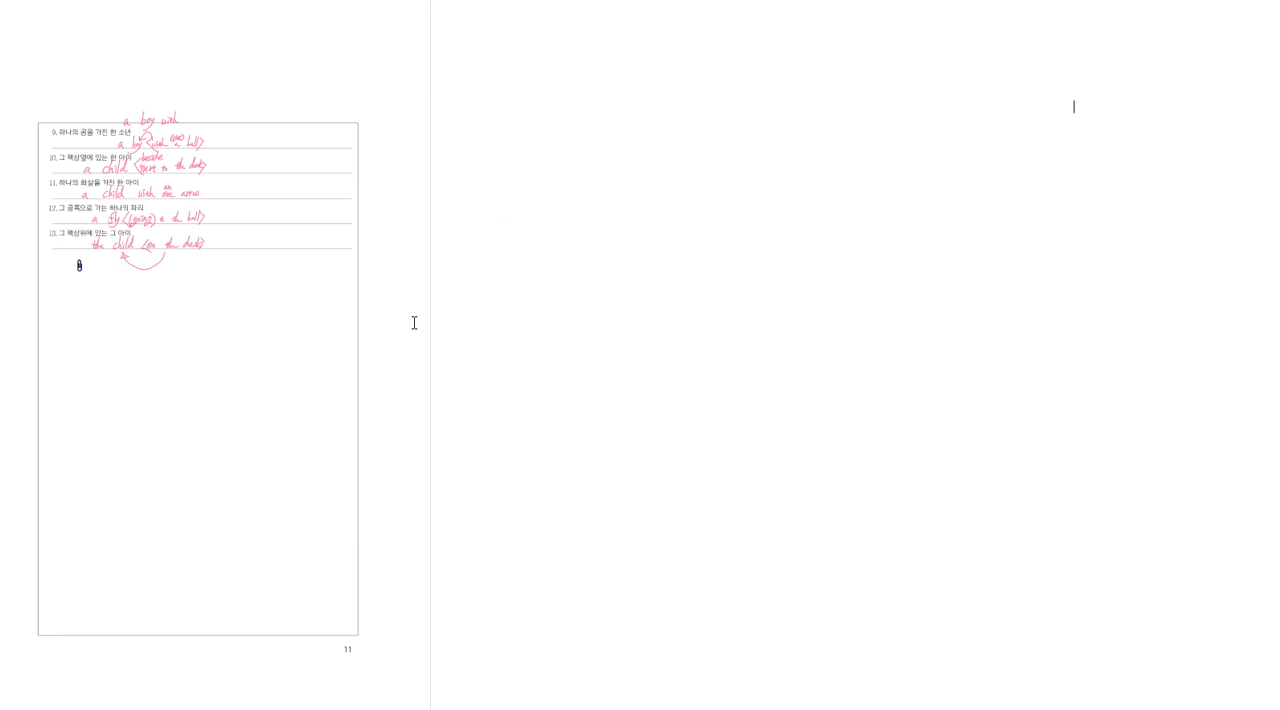 a boy with
9. 하나의 공을 가진 한 소년
a boy <with (one) a ball>
10. 그 책상옆에 있는 한 아이
beside
a child <next to the desk>
11. 하나의 화살을 가진 한 아이
an
a child with one arrow
12. 그 공쪽으로 가는 하나의 파리
a fly <(going) to the ball>
13. 그 책상위에 있는 그 아이
the child <on the desk>
11